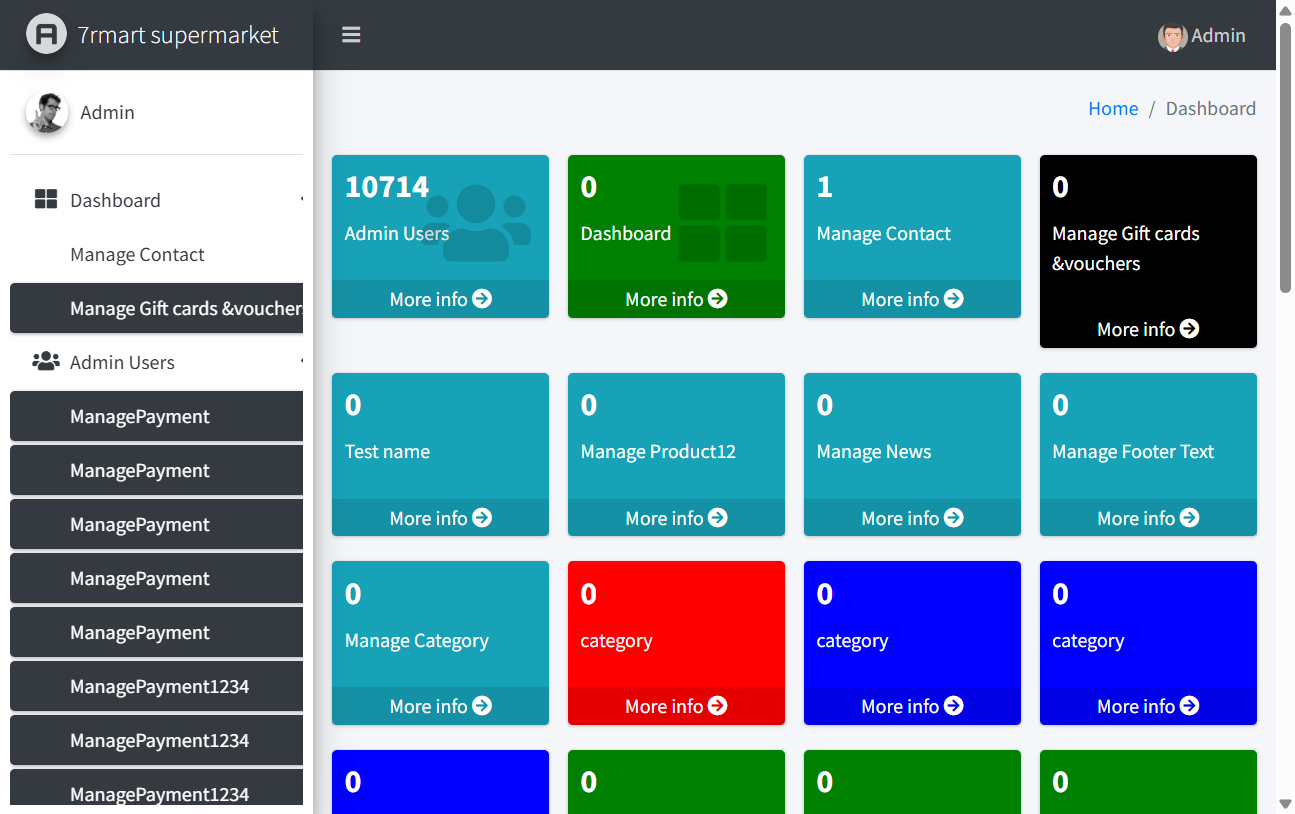 7rmart supermarket
Admin
Admin
Home / Dashboard
Dashboard
Manage Contact
Manage Gift cards &voucher
Admin Users
ManagePayment
ManagePayment
ManagePayment
ManagePayment
ManagePayment
ManagePayment1234
ManagePayment1234
ManagePayment1234
10714
Admin Users
More info
0
Dashboard
More info
1
Manage Contact
More info
0
Manage Gift cards
&vouchers
More info
0
Test name
More info
0
Manage Product12
More info
0
Manage News
More info
0
Manage Footer Text
More info
0
Manage Category
More info
0
category
More info
0
category
More info
0
category
More info
0
0
0
0